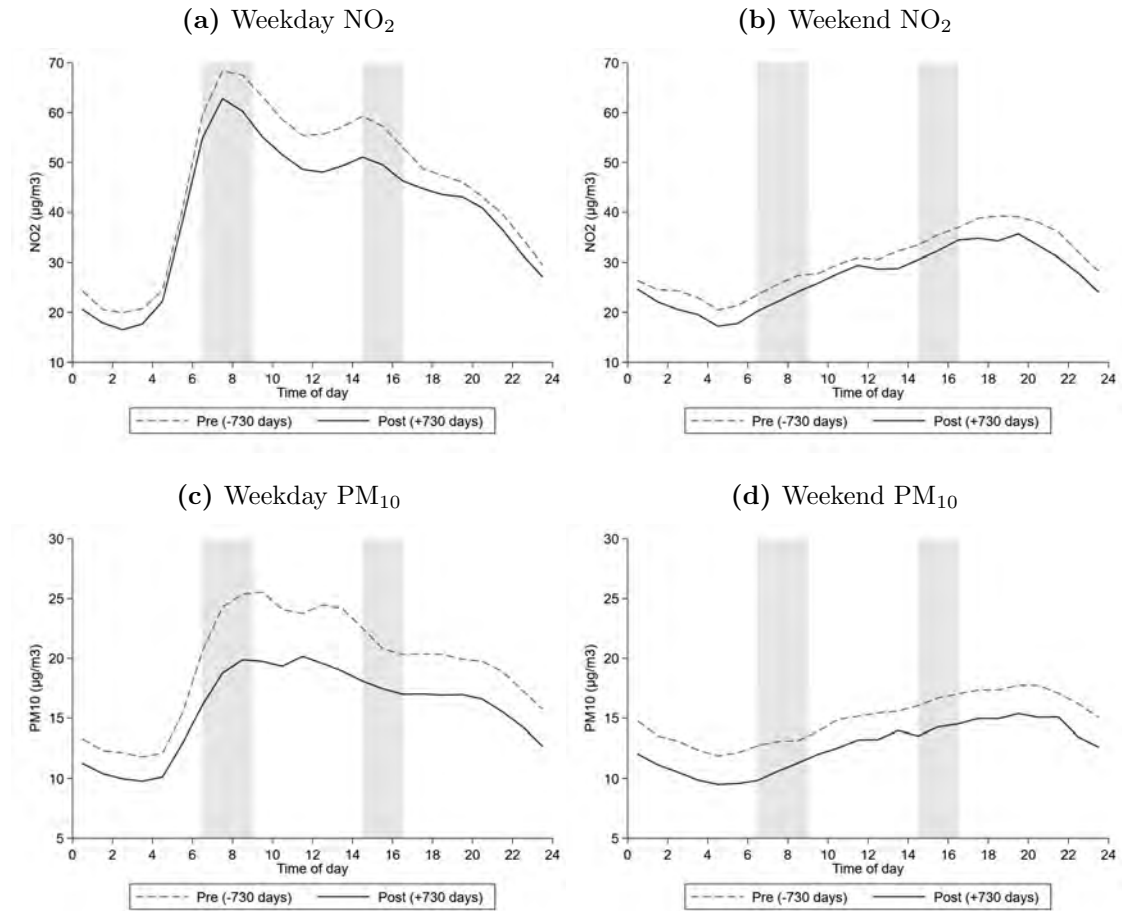 (a) Weekday NO₂
70
60
50
40
30
20
10
NO2 (µg/m3)
0 2 4 6 8 10 12 14 16 18 20 22 24
Time of day
Pre (-730 days) Post (+730 days)
(b) Weekend NO₂
70
60
50
40
30
20
10
NO2 (µg/m3)
0 2 4 6 8 10 12 14 16 18 20 22 24
Time of day
Pre (-730 days) Post (+730 days)
(c) Weekday PM₁₀
30
25
20
15
10
5
PM10 (µg/m3)
0 2 4 6 8 10 12 14 16 18 20 22 24
Time of day
Pre (-730 days) Post (+730 days)
(d) Weekend PM₁₀
30
25
20
15
10
5
PM10 (µg/m3)
0 2 4 6 8 10 12 14 16 18 20 22 24
Time of day
Pre (-730 days) Post (+730 days)